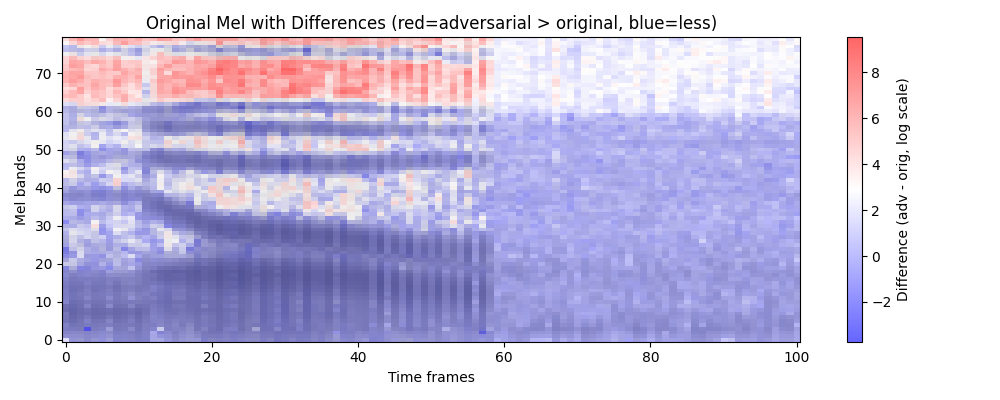 Original Mel with Differences (red=adversarial > original, blue=less)
Mel bands
70
60
50
40
30
20
10
0
0 20 40 60 80 100
Time frames
8
6
4
2
0
−2
Difference (adv - orig, log scale)